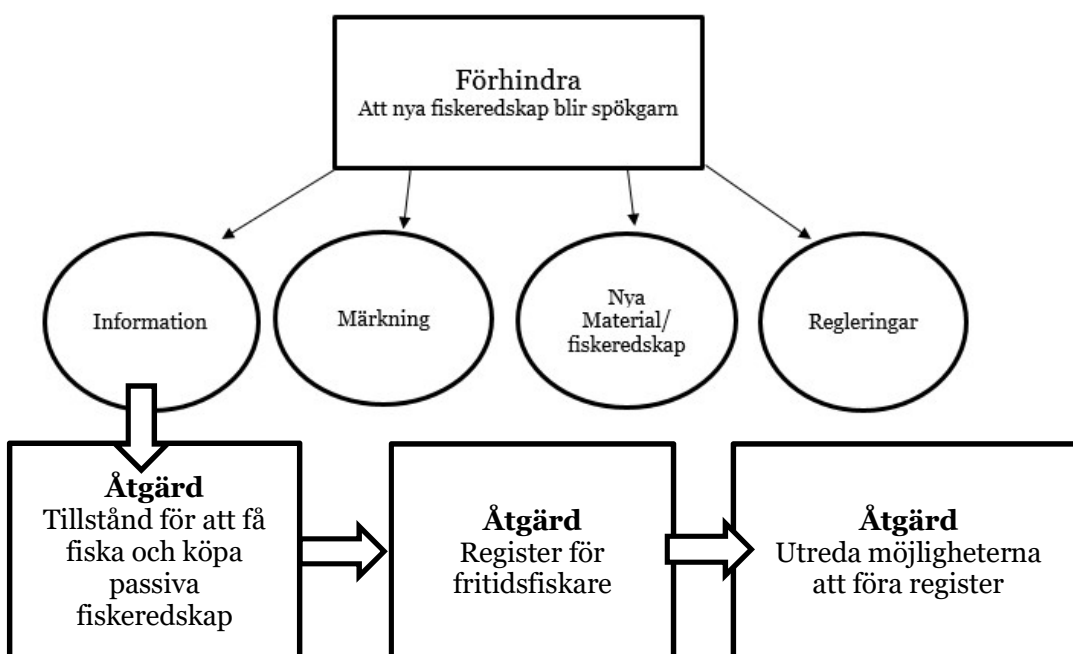 Förhindra
Att nya fiskeredskap blir spökgarn
Information
Märkning
Nya
Material/
fiskeredskap
Regleringar
Åtgärd
Tillstånd för att få
fiska och köpa
passiva
fiskeredskap
Åtgärd
Register för
fritidsfiskare
Åtgärd
Utreda möjligheterna
att föra register